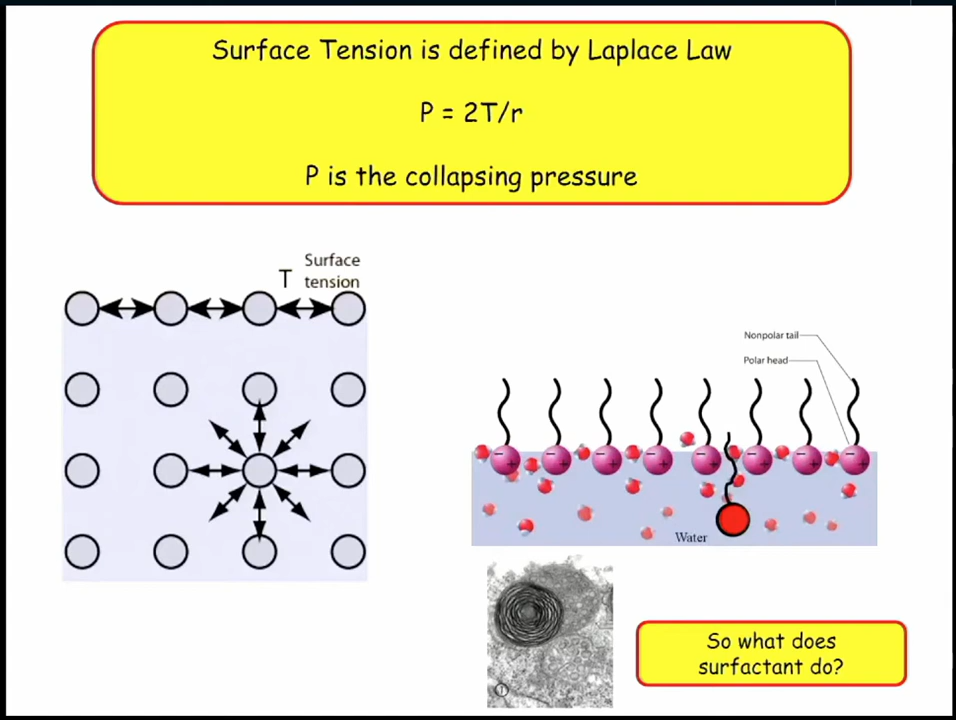 Surface Tension is defined by Laplace Law
P = 2T/r
P is the collapsing pressure
Surface
T tension
Nonpolar tail
Polar head
− − − − − − − −
+ + + + + + + +
Water
1
So what does
surfactant do?